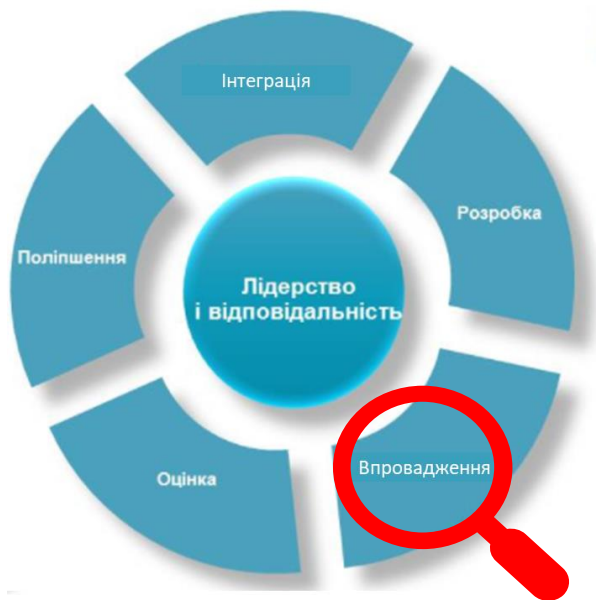 Інтеграція
Розробка
Поліпшення
Лідерство
і відповідальність
Впровадження
Оцінка